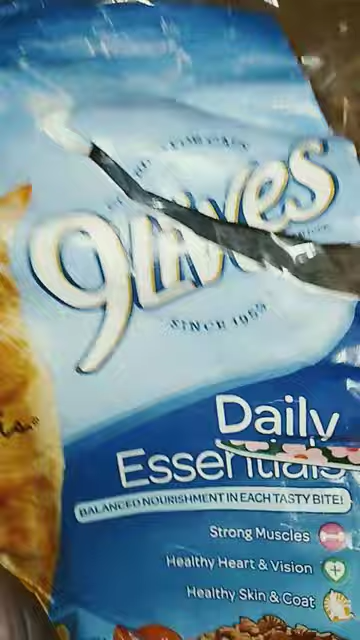 9Lives
SINCE 1959
Daily
Essentials
BALANCED NOURISHMENT IN EACH TASTY BITE!
Strong Muscles
Healthy Heart & Vision
Healthy Skin & Coat